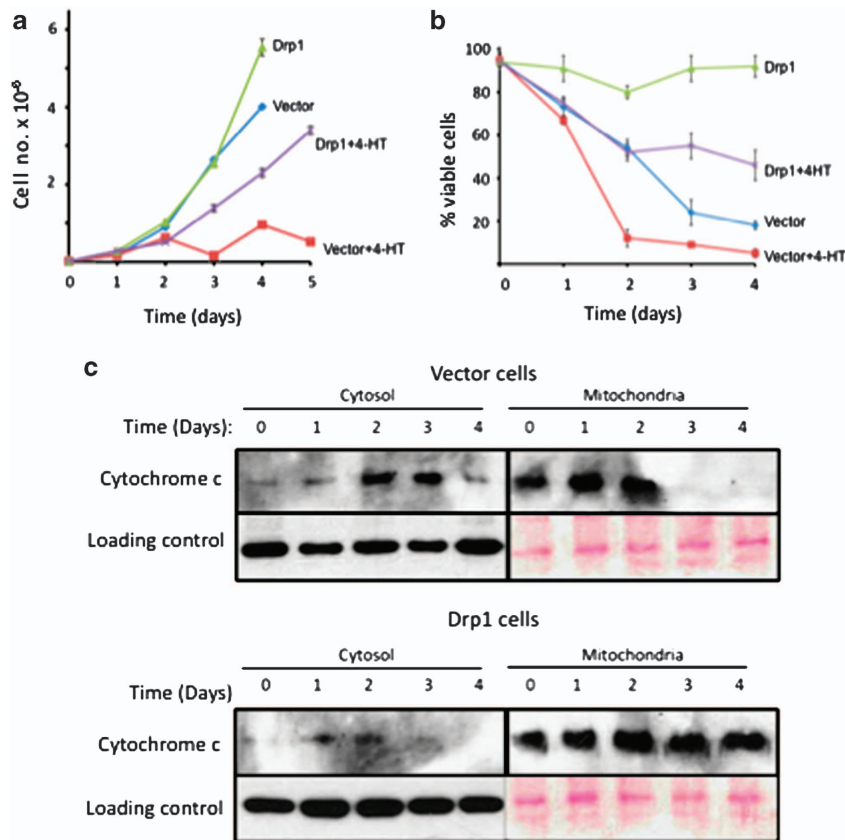 a
Cell no. x 10⁻⁶
6
4
2
0 1 2 3 4 5
Time (days)
Drp1
Vector
Drp1+4-HT
Vector+4-HT
b
% viable cells
100
80
60
40
20
0 1 2 3 4
Time (days)
Drp1
Drp1+4HT
Vector
Vector+4-HT
c
Vector cells
Cytosol Mitochondria
Time (Days): 0 1 2 3 4 0 1 2 3 4
Cytochrome c
Loading control
Drp1 cells
Cytosol Mitochondria
Time (Days) 0 1 2 3 4 0 1 2 3 4
Cytochrome c
Loading control